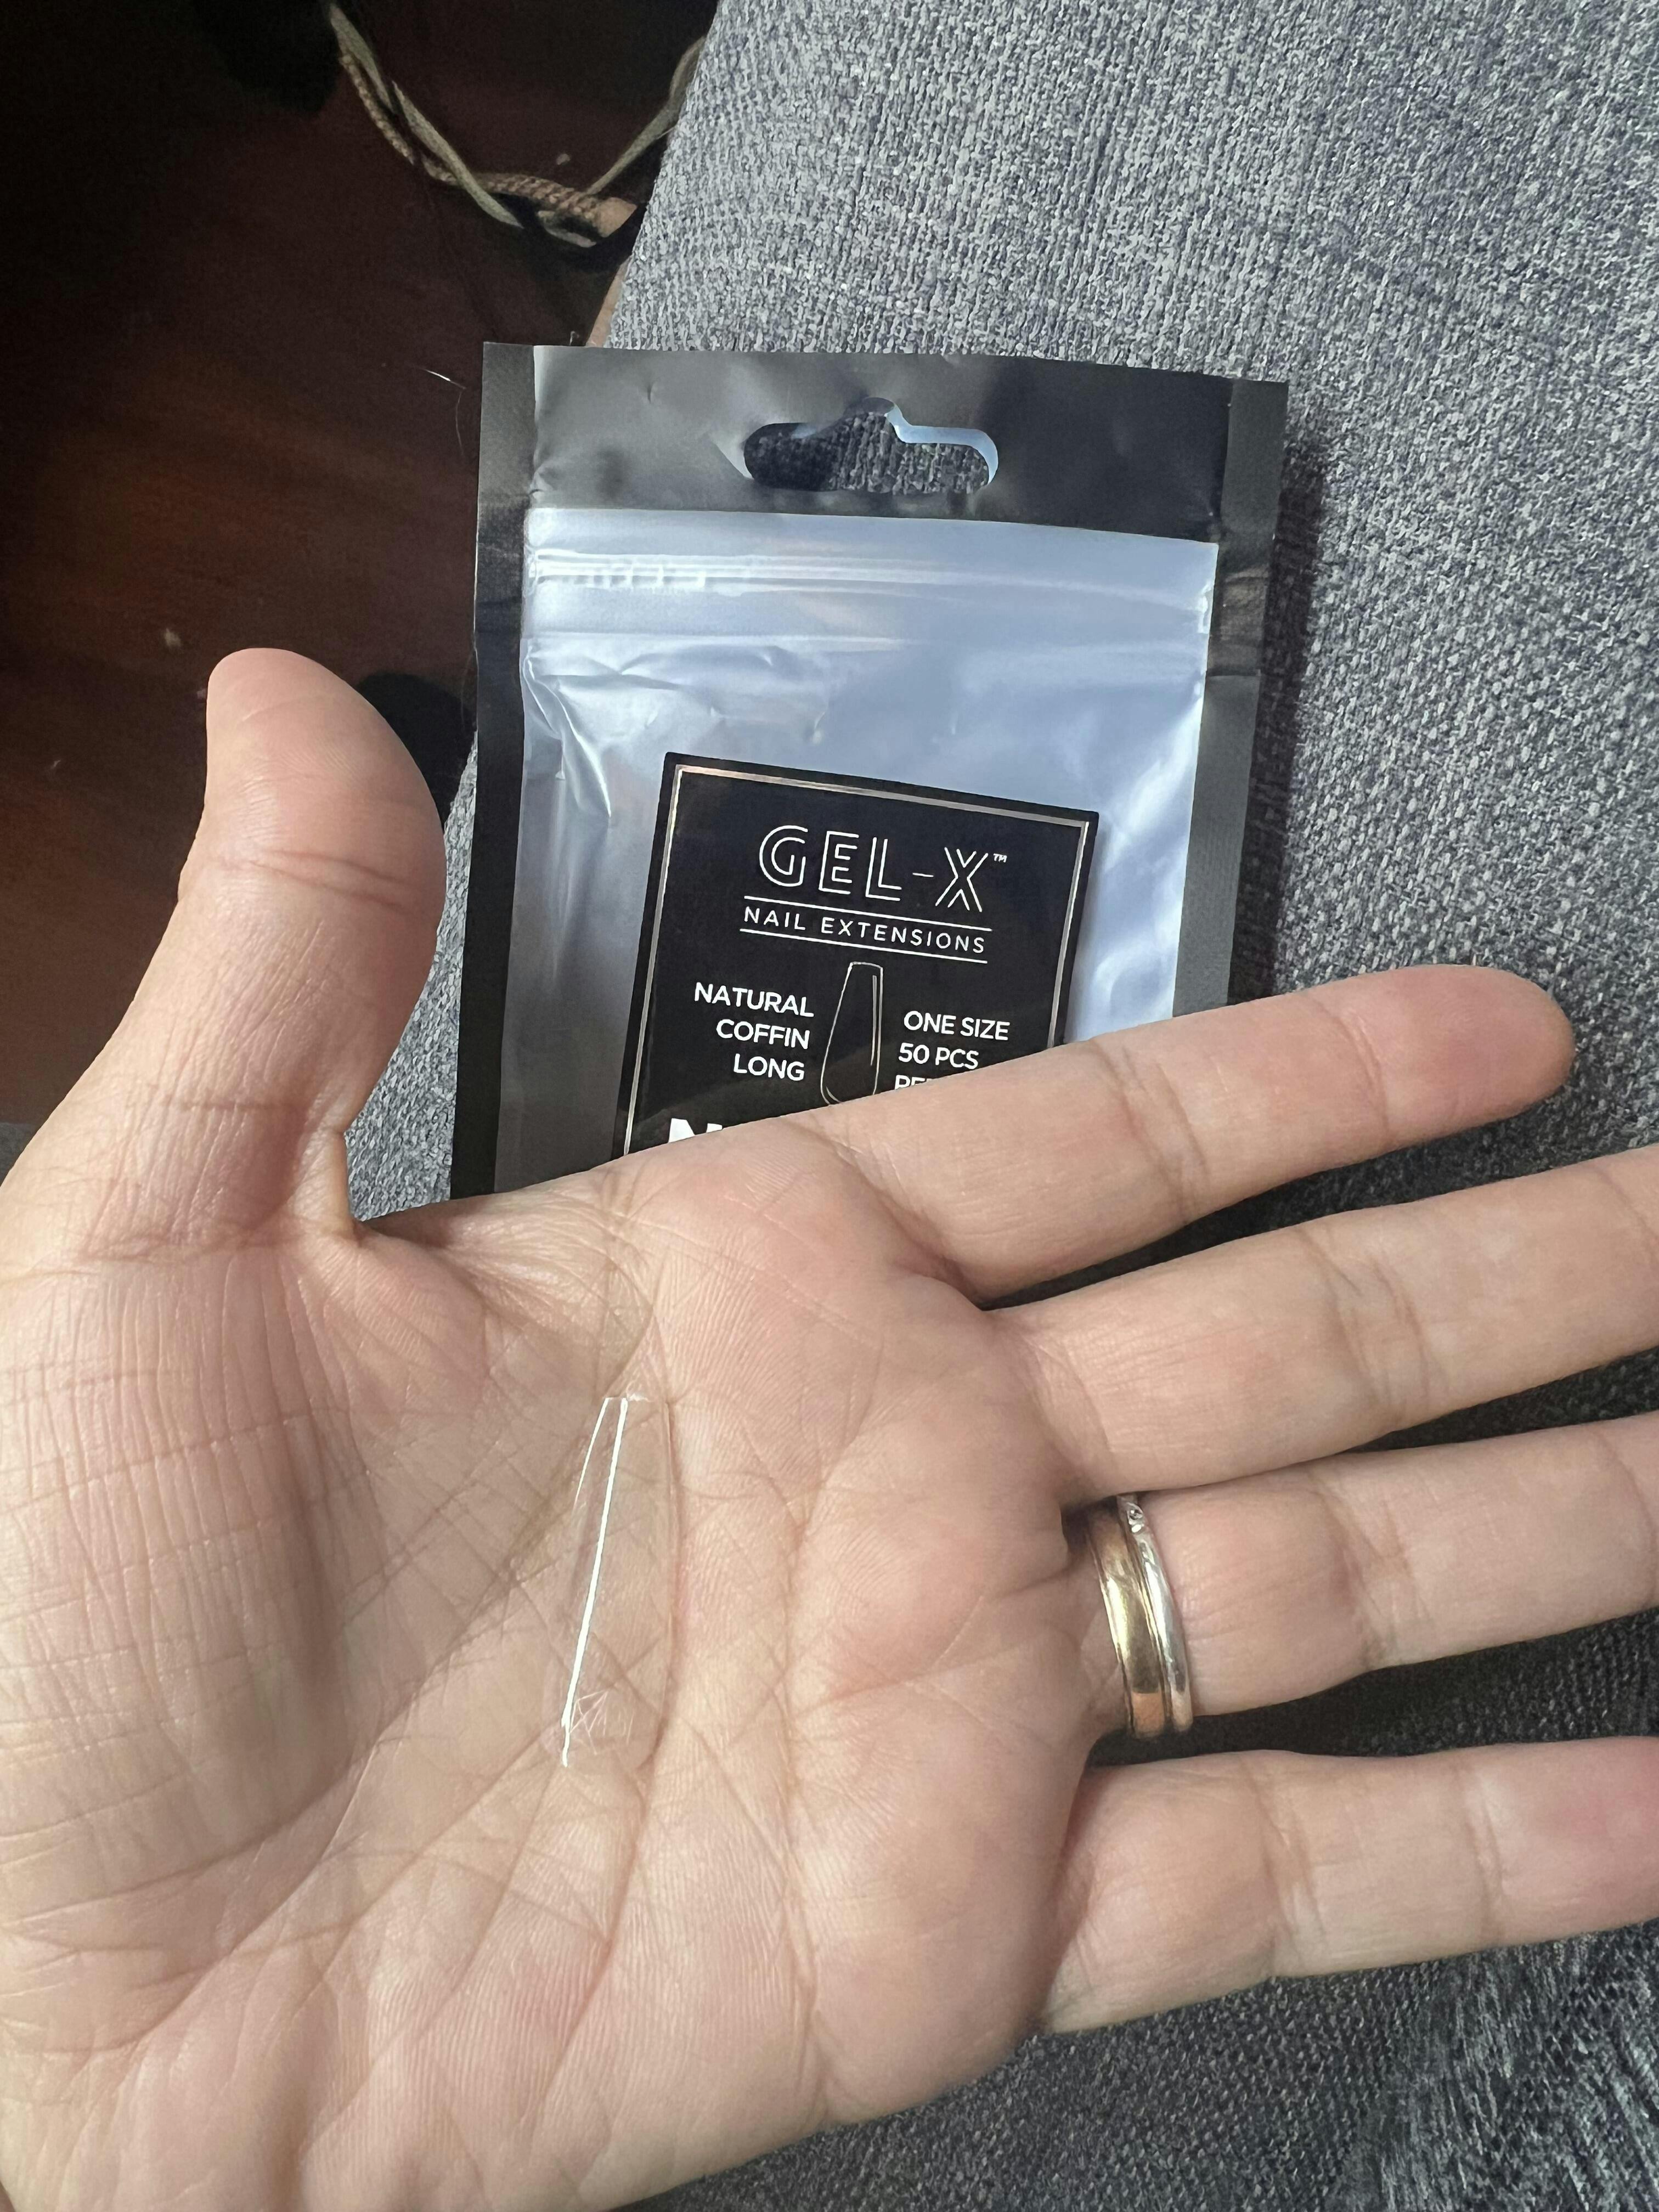 GEL-X™
NAIL EXTENSIONS
NATURAL
COFFIN
LONG
ONE SIZE
50 PCS